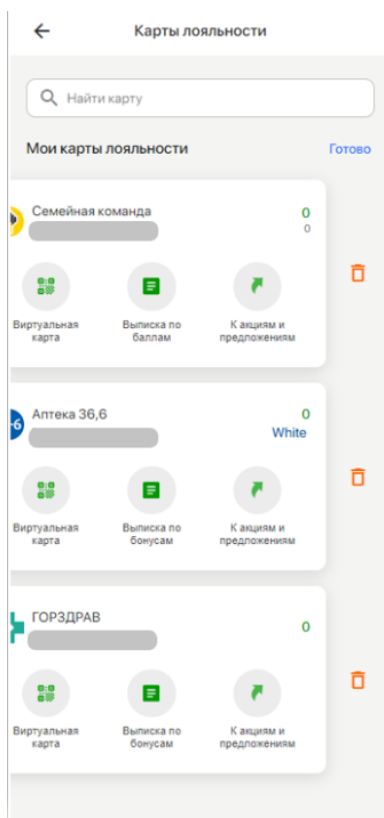 Карты лояльности
Найти карту
Мои карты лояльности Готово
Семейная команда 0
0
Виртуальная карта
Выписка по баллам
К акциям и предложениям
-6 Аптека 36,6 0
White
Виртуальная карта
Выписка по бонусам
К акциям и предложениям
ГОРЗДРАВ 0
Виртуальная карта
Выписка по бонусам
К акциям и предложениям